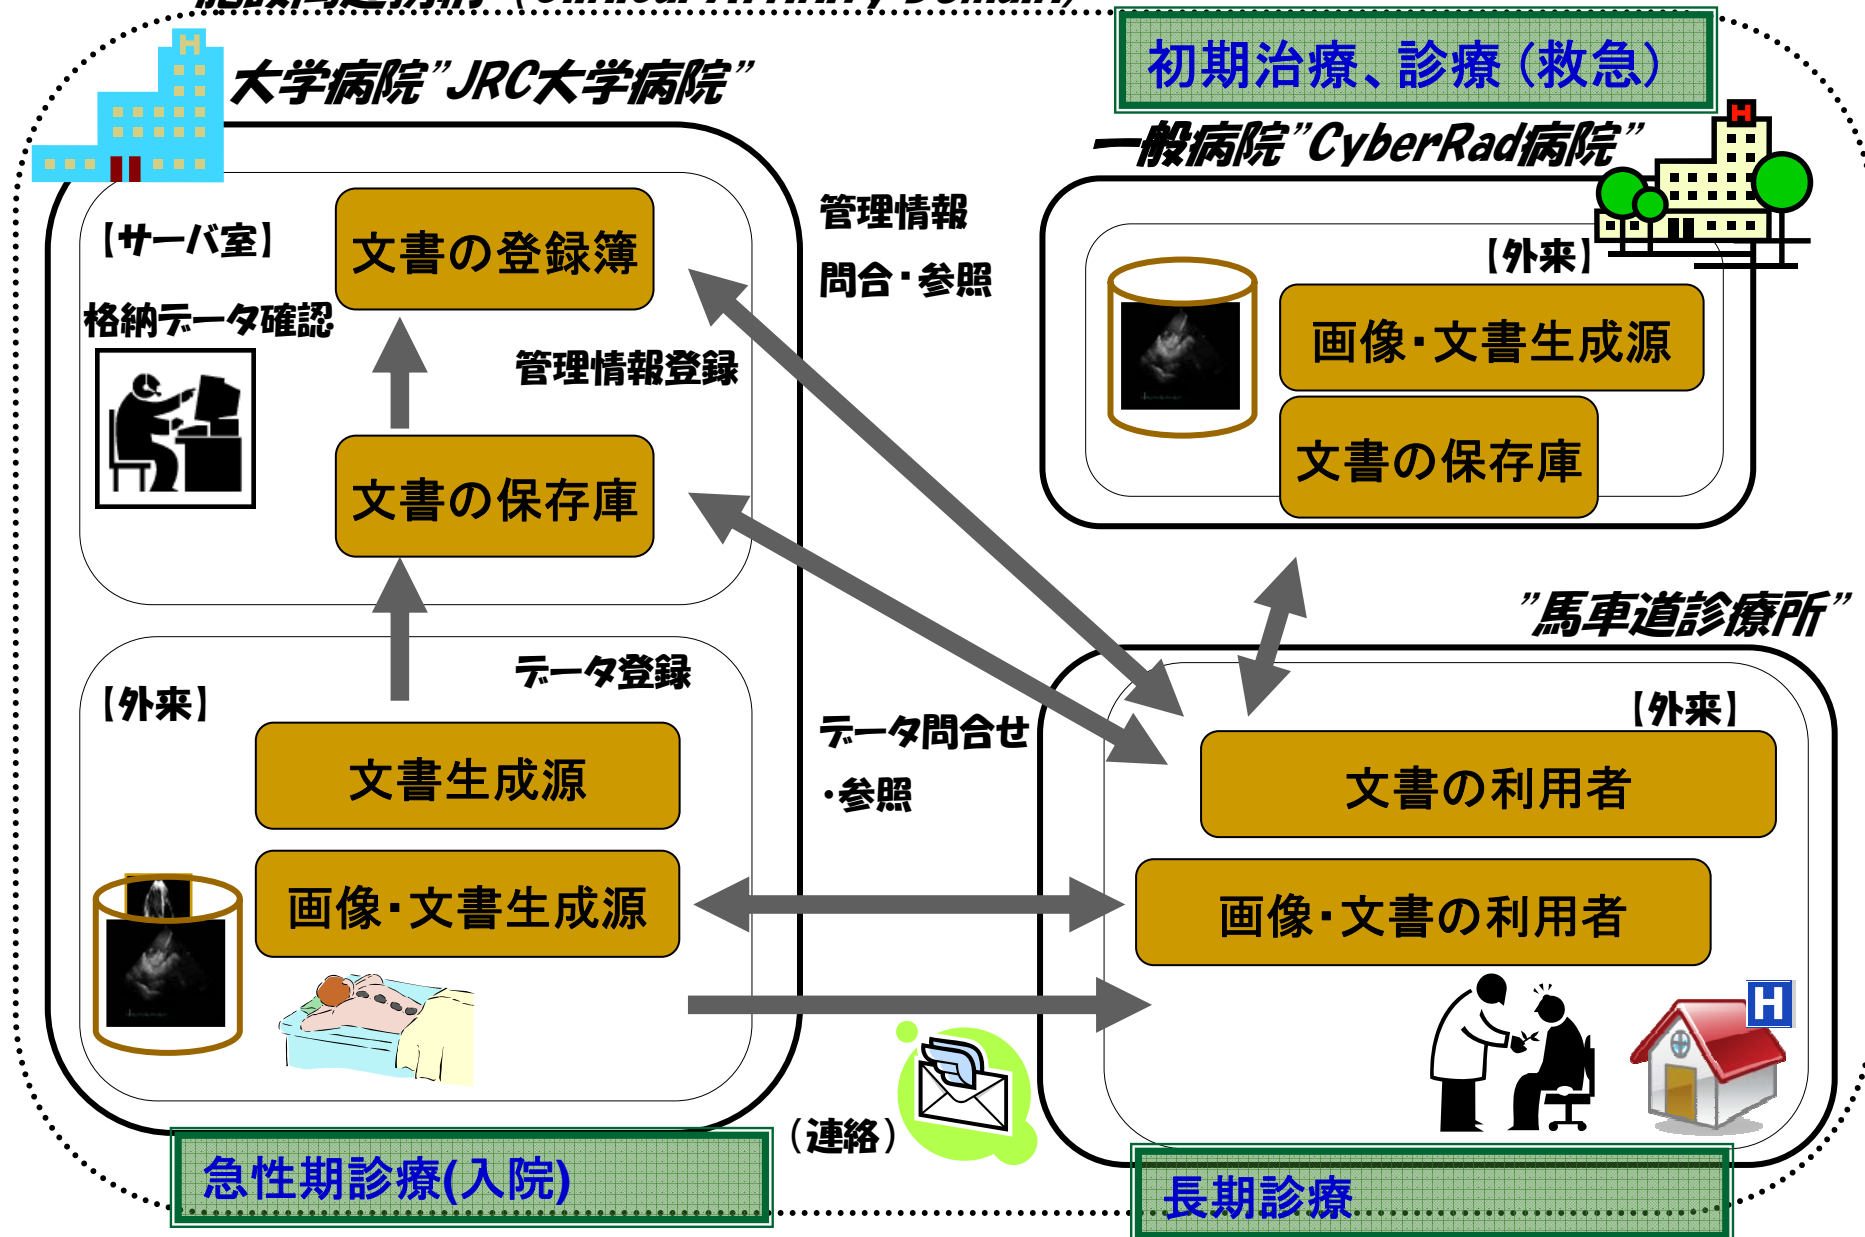 (Clinical Affinity Domain)
初期治療、診療（救急）
大学病院”JRC大学病院”
一般病院”CyberRad病院”
【サーバ室】
文書の登録簿
管理情報
問合・参照
【外来】
格納データ確認
管理情報登録
画像・文書生成源
文書の保存庫
文書の保存庫
”馬車道診療所”
【外来】
データ登録
【外来】
文書生成源
データ問合せ
・参照
文書の利用者
画像・文書生成源
画像・文書の利用者
H
（連絡）
急性期診療(入院)
長期診療